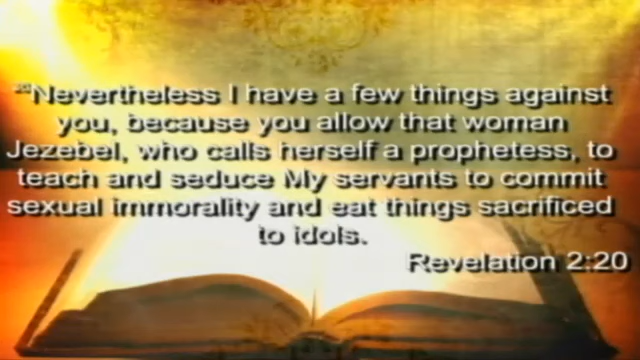 20"Nevertheless I have a few things against
you, because you allow that woman
Jezebel, who calls herself a prophetess, to
teach and seduce My servants to commit
sexual immorality and eat things sacrificed
to idols.
Revelation 2:20